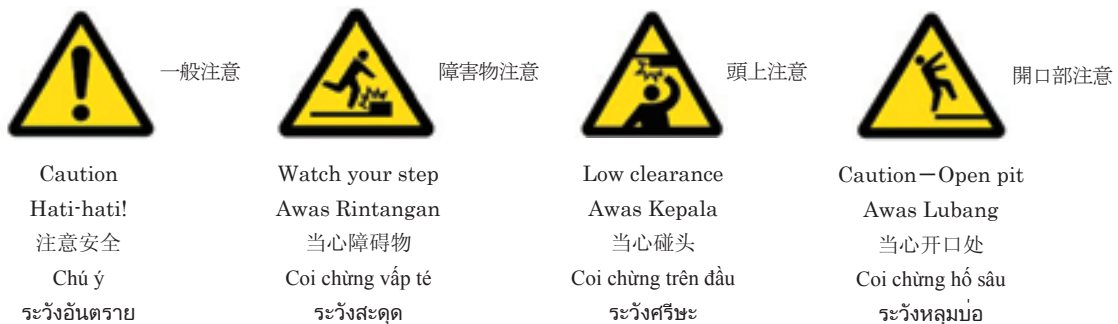 一般注意
障害物注意
頭上注意
開口部注意
Caution
Hati-hati!
注意安全
Chú ý
ระวังอันตราย
Watch your step
Awas Rintangan
当心障碍物
Coi chừng vấp té
ระวังสะดุด
Low clearance
Awas Kepala
当心碰头
Coi chừng trên đầu
ระวังศรีษะ
Caution－Open pit
Awas Lubang
当心开口处
Coi chừng hố sâu
ระวังหลุมบ่อ